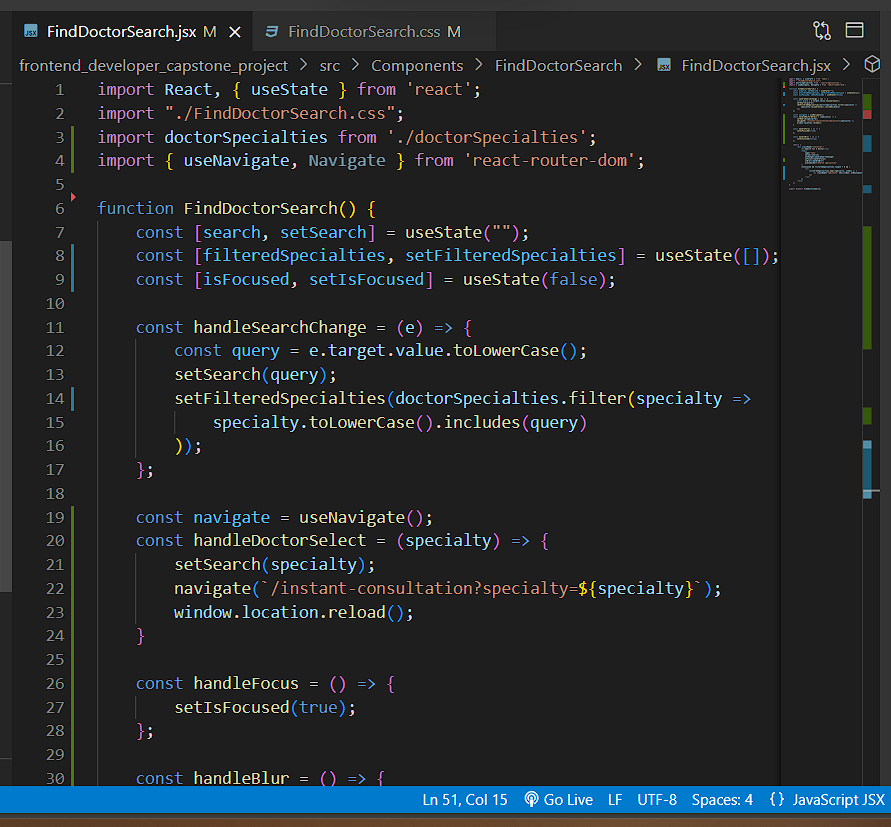 JSX FindDoctorSearch.jsx M × FindDoctorSearch.css M
frontend_developer_capstone_project > src > Components > FindDoctorSearch > JSX FindDoctorSearch.jsx >
1 import React, { useState } from 'react';
2 import "./FindDoctorSearch.css";
3 import doctorSpecialties from './doctorSpecialties';
4 import { useNavigate, Navigate } from 'react-router-dom';
5
6 function FindDoctorSearch() {
7 const [search, setSearch] = useState("");
8 const [filteredSpecialties, setFilteredSpecialties] = useState([]);
9 const [isFocused, setIsFocused] = useState(false);
10
11 const handleSearchChange = (e) => {
12 const query = e.target.value.toLowerCase();
13 setSearch(query);
14 setFilteredSpecialties(doctorSpecialties.filter(specialty =>
15 specialty.toLowerCase().includes(query)
16 ));
17 };
18
19 const navigate = useNavigate();
20 const handleDoctorSelect = (specialty) => {
21 setSearch(specialty);
22 navigate(`/instant-consultation?specialty=${specialty}`);
23 window.location.reload();
24 }
25
26 const handleFocus = () => {
27 setIsFocused(true);
28 };
29
30 const handleBlur = () => {
Ln 51, Col 15 Go Live LF UTF-8 Spaces: 4 {} JavaScript JSX